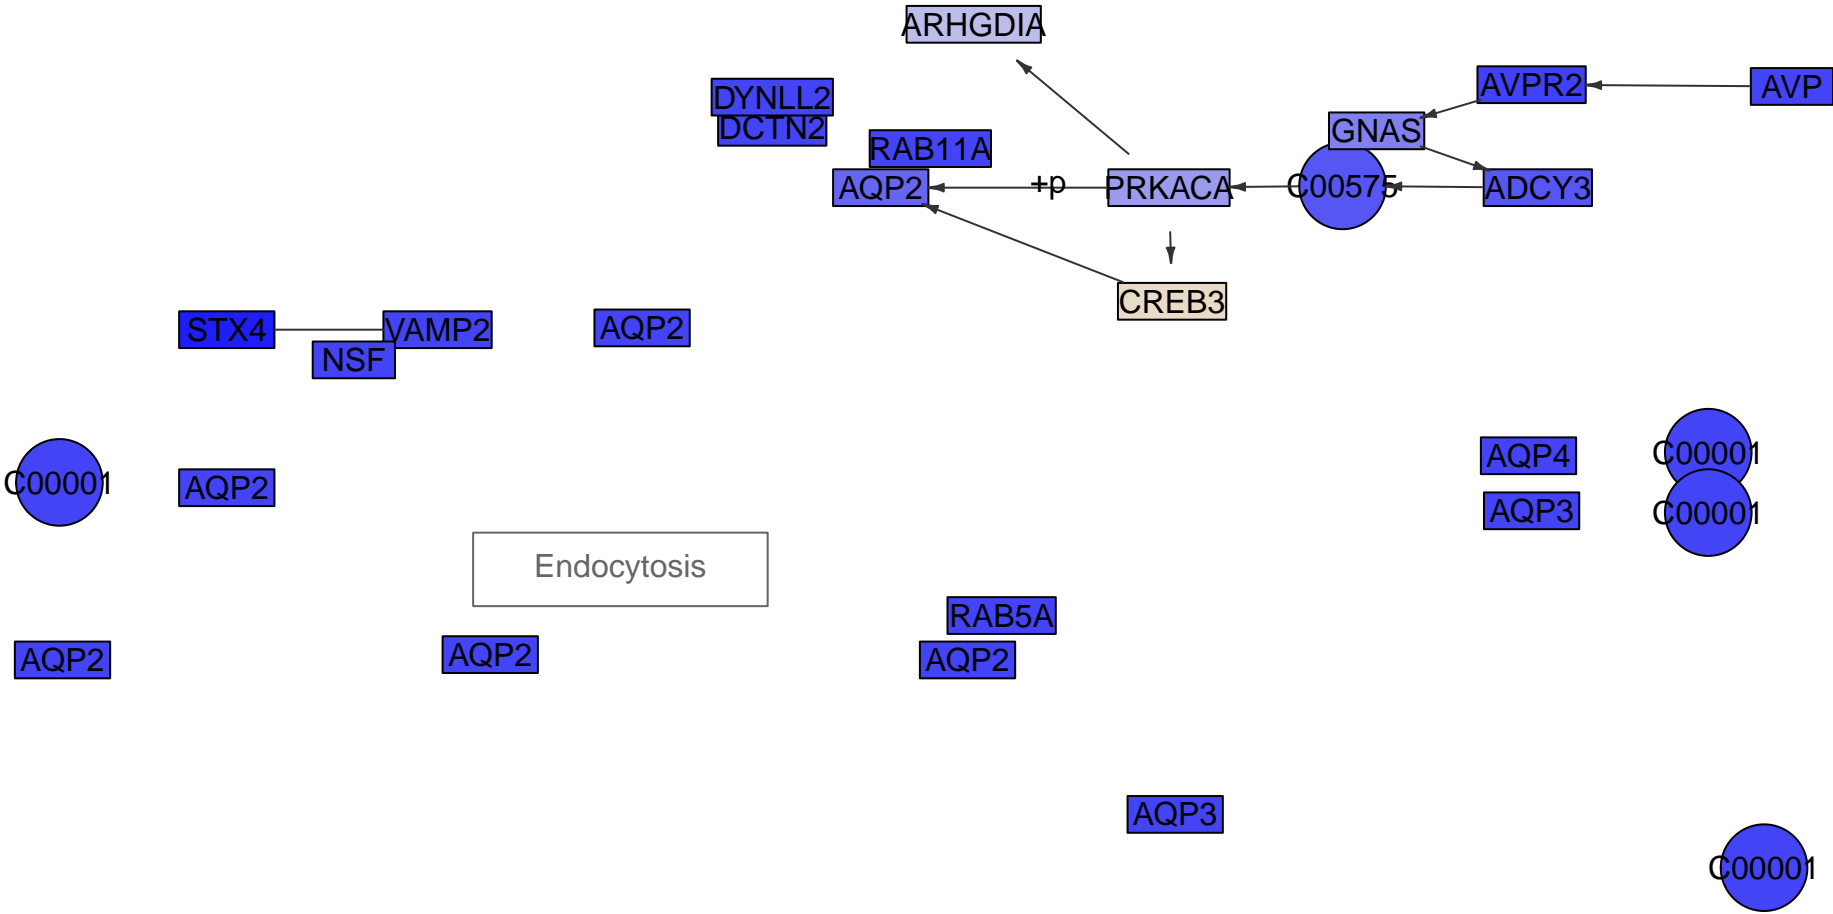 ARHGDIA
DYNLL2
AVPR2
AVP
DCTN2
GNAS
RAB11A
AQP2
+p
PRKACA
C00575
ADCY3
CREB3
STX4
VAMP2
AQP2
NSF
AQP4
C00001
C00001
AQP2
AQP3
C00001
Endocytosis
RAB5A
AQP2
AQP2
AQP2
AQP3
C00001